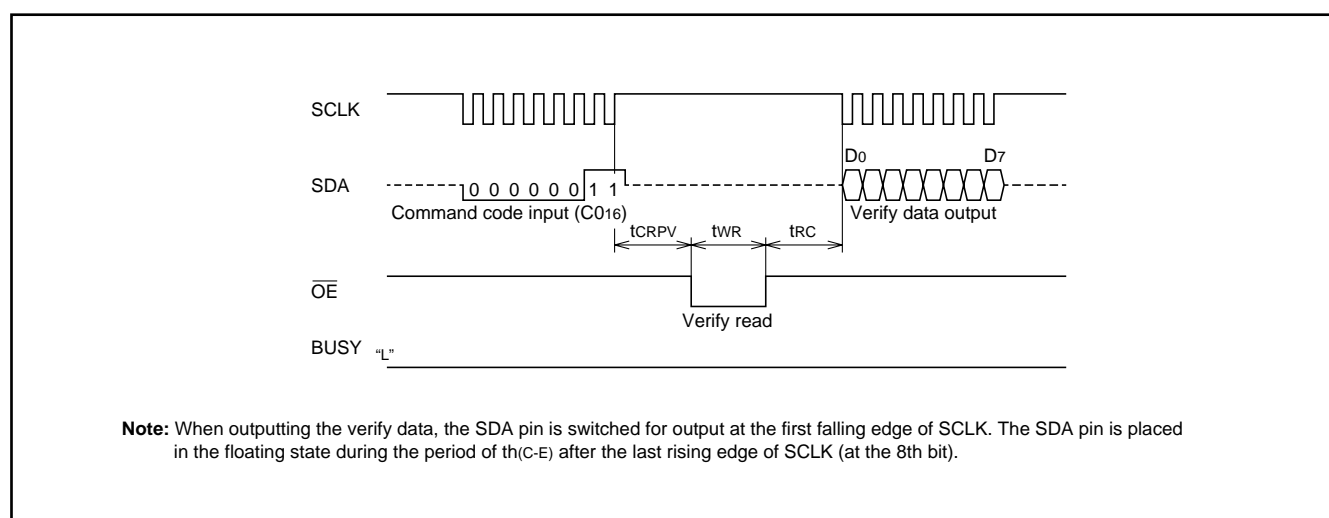 SCLK
D0 D7
SDA
0 0 0 0 0 0 1 1
Command code input (C016) Verify data output
tCRPV tWR tRC
OE
Verify read
BUSY “L”
Note: When outputting the verify data, the SDA pin is switched for output at the first falling edge of SCLK. The SDA pin is placed
in the floating state during the period of th(C-E) after the last rising edge of SCLK (at the 8th bit).